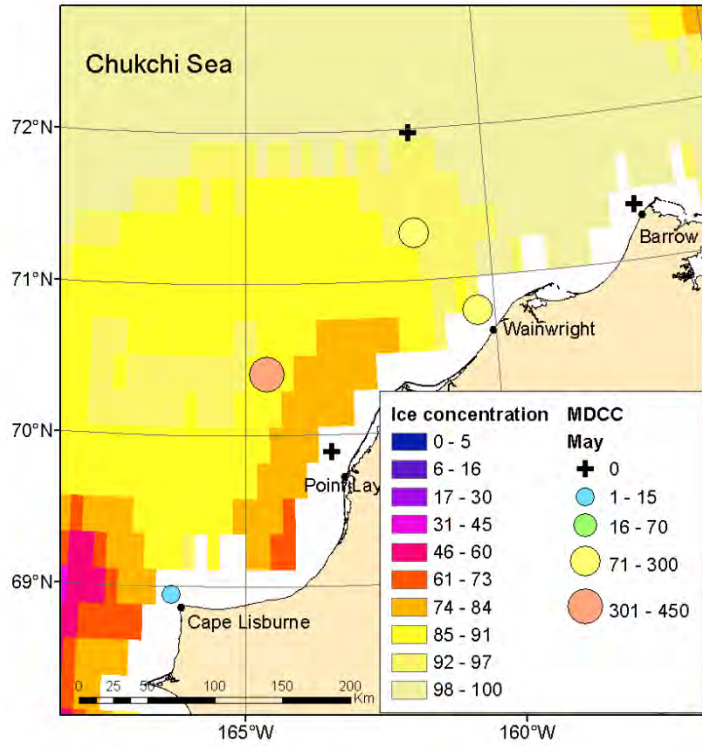 Chukchi Sea
72°N
71°N
70°N
69°N
Barrow
Wainwright
Point Lay
Cape Lisburne
Ice concentration
0 - 5
6 - 16
17 - 30
31 - 45
46 - 60
61 - 73
74 - 84
85 - 91
92 - 97
98 - 100
MDCC
May
0
1 - 15
16 - 70
71 - 300
301 - 450
0 25 50 100 150 200
Km
165°W
160°W